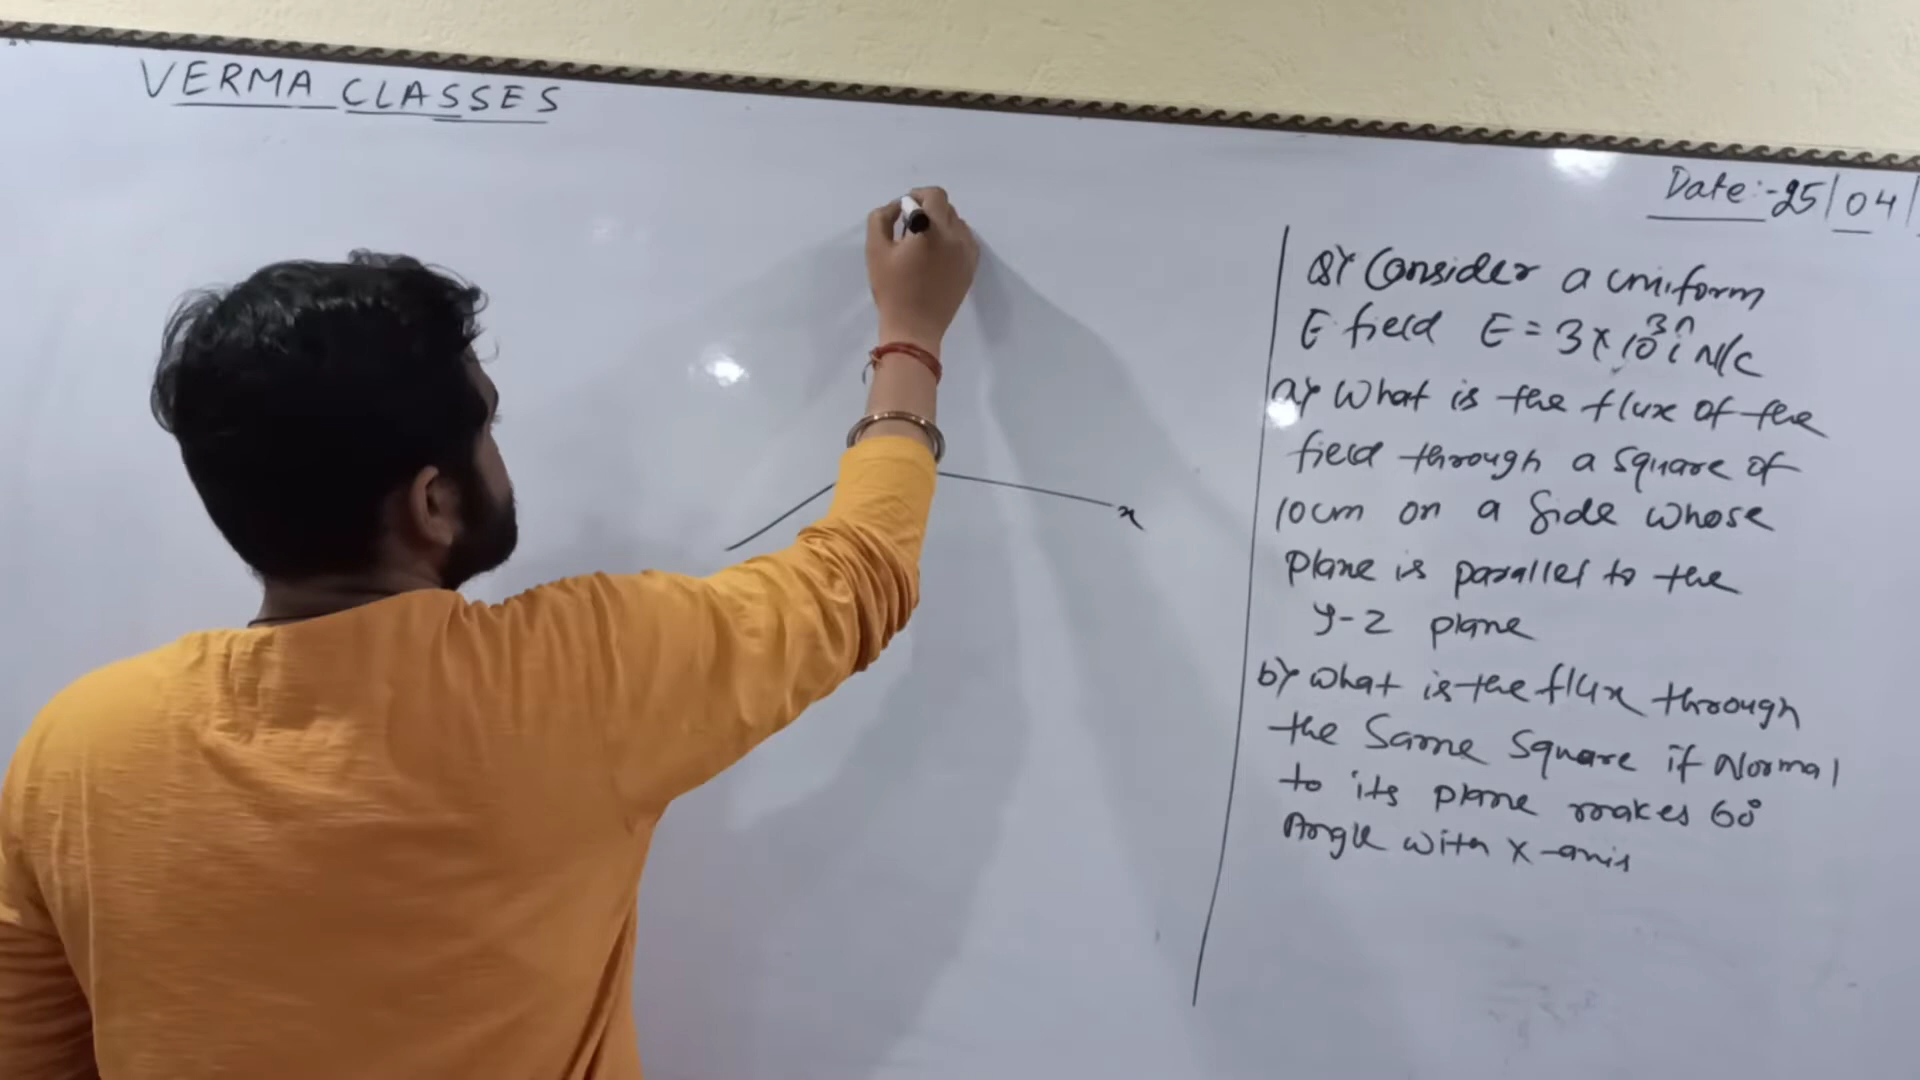 VERMA CLASSES
Date:-25/04/
Q) Consider a uniform
E field E = 3×10³î N/C
a) What is the flux of the
field through a square of
10cm on a side whose
plane is parallel to the
y-z plane
b) what is the flux through
the same square if Normal
to its plane makes 60°
Angle with X-axis
x